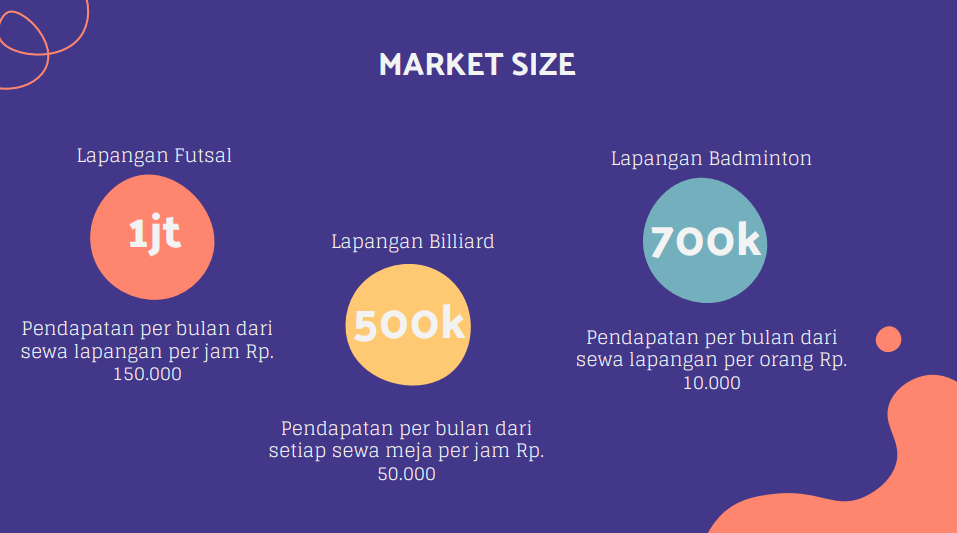 MARKET SIZE
Lapangan Futsal
1jt
Pendapatan per bulan dari
sewa lapangan per jam Rp.
150.000
Lapangan Billiard
500k
Pendapatan per bulan dari
setiap sewa meja per jam Rp.
50.000
Lapangan Badminton
700k
Pendapatan per bulan dari
sewa lapangan per orang Rp.
10.000